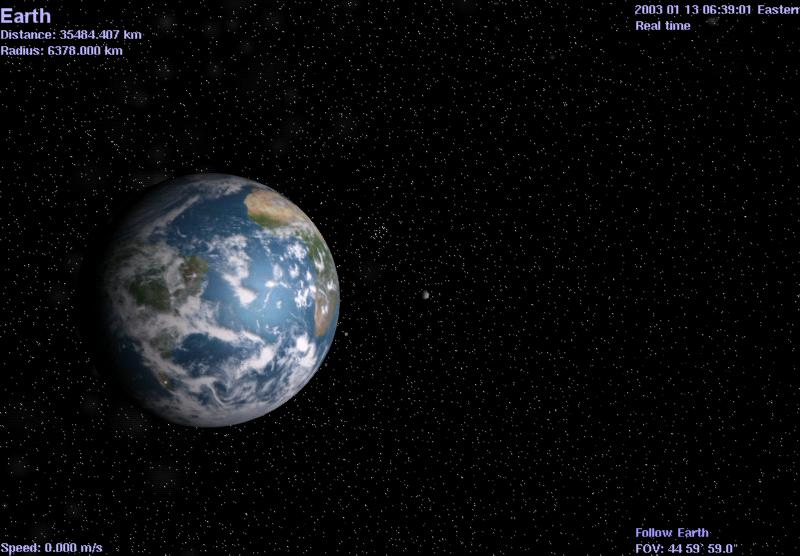 Earth
Distance: 35484.407 km
Radius: 6378.000 km
2003 01 13 06:39:01 Eastern
Real time
Speed: 0.000 m/s
Follow Earth
FOV: 44 59' 59.0"